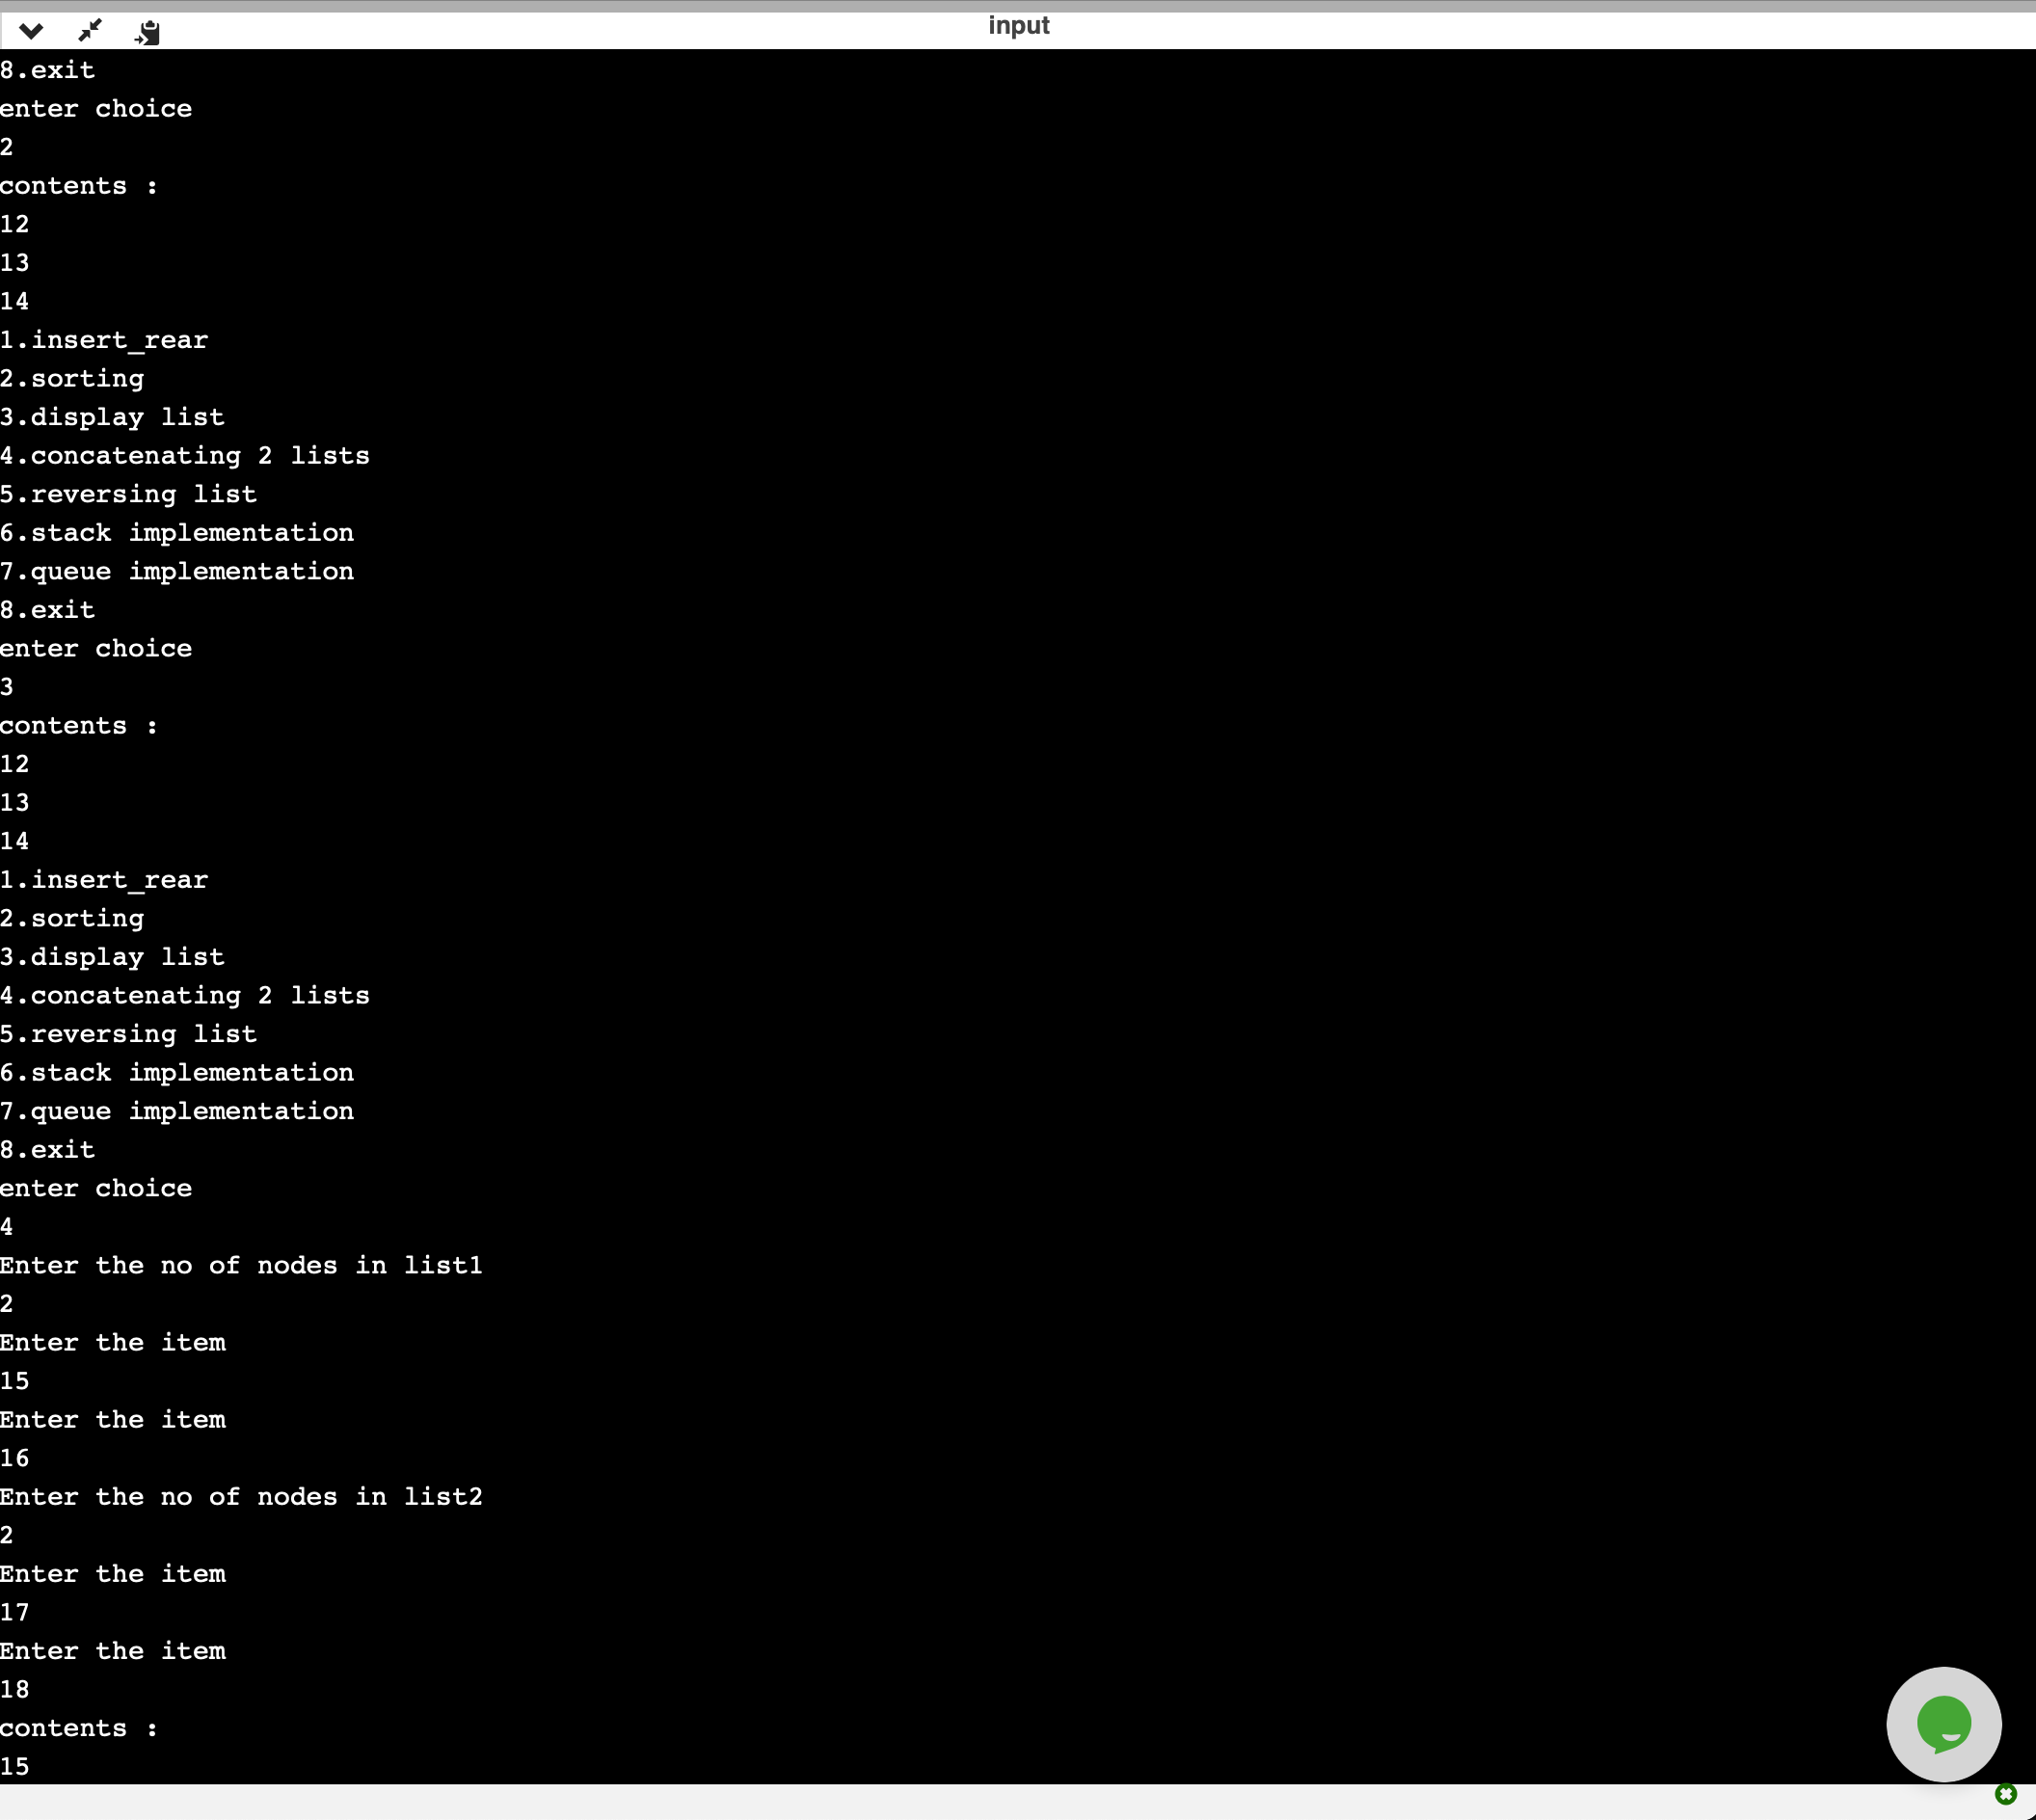 input
8.exit
enter choice
2
contents :
12
13
14
1.insert_rear
2.sorting
3.display list
4.concatenating 2 lists
5.reversing list
6.stack implementation
7.queue implementation
8.exit
enter choice
3
contents :
12
13
14
1.insert_rear
2.sorting
3.display list
4.concatenating 2 lists
5.reversing list
6.stack implementation
7.queue implementation
8.exit
enter choice
4
Enter the no of nodes in list1
2
Enter the item
15
Enter the item
16
Enter the no of nodes in list2
2
Enter the item
17
Enter the item
18
contents :
15